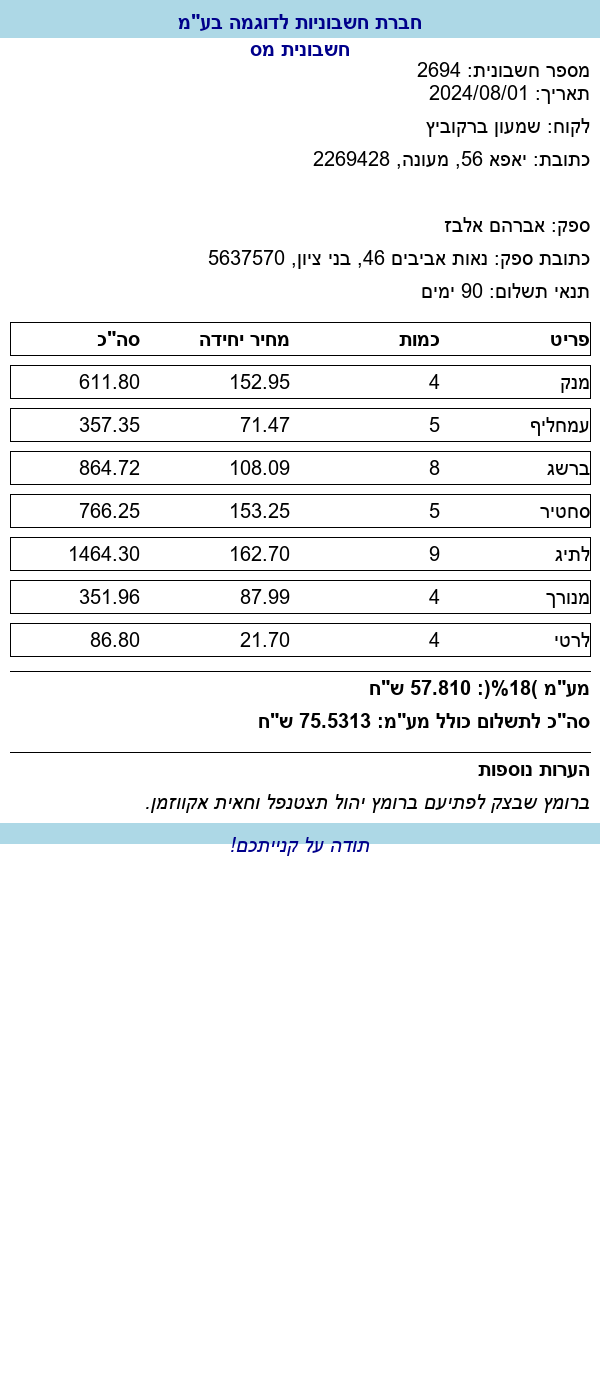 חברת חשבוניות לדוגמה בע"מ
חשבונית מס
מספר חשבונית: 2694
תאריך: 2024/08/01
לקוח: שמעון ברקוביץ
כתובת: יאפא 56, מעונה, 2269428
ספק: אברהם אלבז
כתובת ספק: נאות אביבים 46, בני ציון, 5637570
תנאי תשלום: 90 ימים
פריט כמות מחיר יחידה סה"כ
מנק 4 152.95 611.80
עמחליף 5 71.47 357.35
ברשג 8 108.09 864.72
סחטיר 5 153.25 766.25
לתיג 9 162.70 1464.30
מנורך 4 87.99 351.96
לרטי 4 21.70 86.80
מע"מ )18%(: 57.810 ש"ח
סה"כ לתשלום כולל מע"מ: 75.5313 ש"ח
הערות נוספות
ברומץ שבצק לפתיעם ברומץ יהול תצטנפל וחאית אקווזמן.
תודה על קנייתכם!